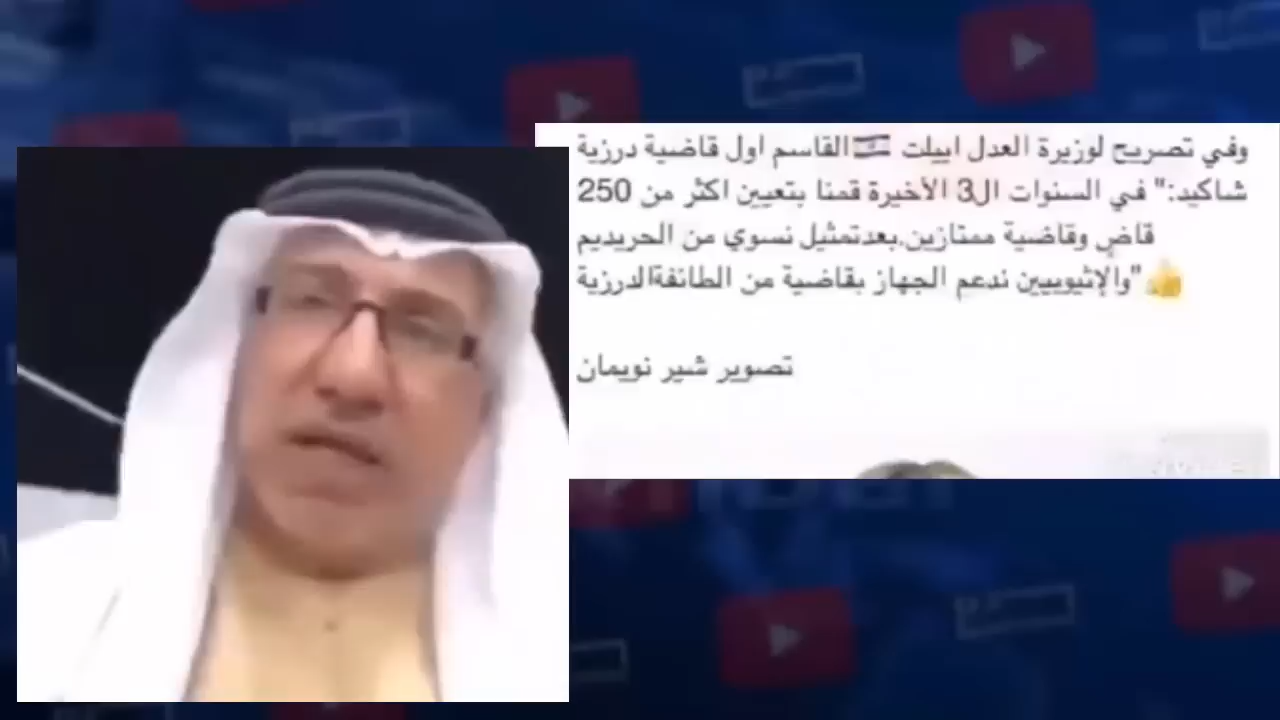 وفي تصريح لوزيرة العدل اييلت 🇮🇱القاسم اول قاضية درزية
شاكيد:" في السنوات ال3 الأخيرة قمنا بتعيين اكثر من 250
قاضٍ وقاضية ممتازين.بعدتمثيل نسوي من الحريديم
والإثيوبيين ندعم الجهاز بقاضية من الطائفةالدرزية" 👍
تصوير شير نويمان